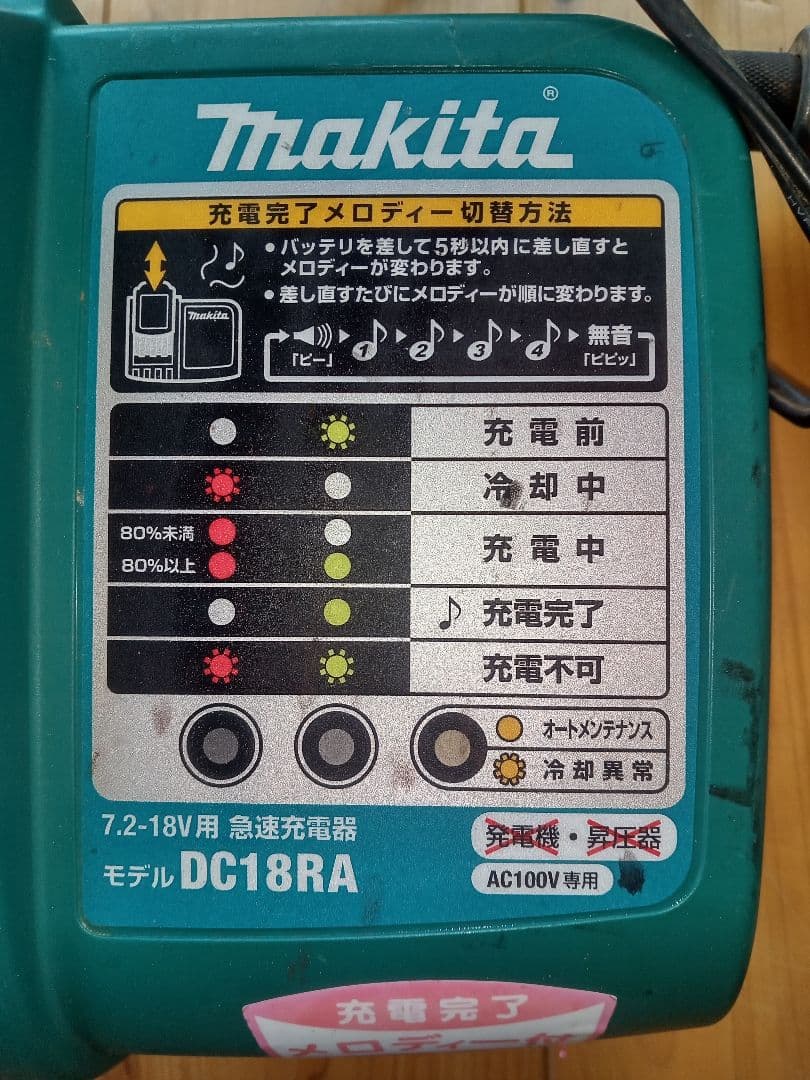 makita®
充電完了メロディー切替方法
•バッテリを差して5秒以内に差し直すと
メロディーが変わります。
•差し直すたびにメロディーが順に変わります。
makita
1 2 3 4 無音
「ピー」 「ピピッ」
充電前
冷却中
80%未満
80%以上
充電中
充電完了
充電不可
オートメンテナンス
冷却異常
7.2-18V用 急速充電器
発電機・昇圧器
モデル DC18RA
AC100V専用
充電完了
メロディー付